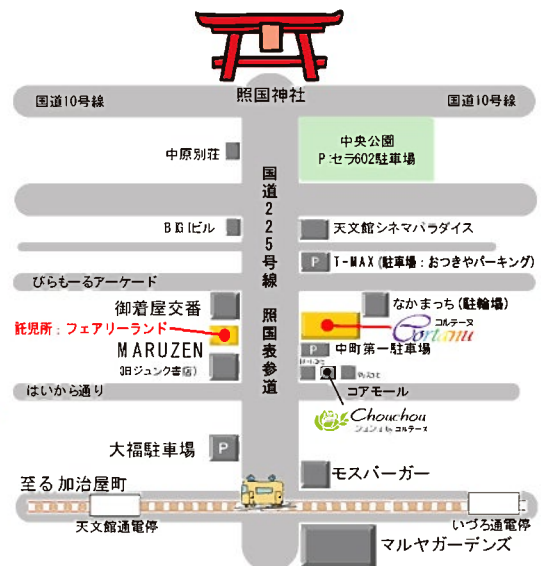 照国神社
国道10号線
国道10号線
中央公園
P:セラ602駐車場
中原別荘
国道225号線 照国表参道
BIGIビル
天文館シネマパラダイス
P T-MAX(駐車場:おつきやパーキング)
ぴらもーるアーケード
御着屋交番
なかまっち(駐輪場)
託児所:フェアリーランド
コルテーヌ
MARUZEN
P 中町第一駐車場
(旧ジュンク書店)
はいから通り
コアモール
Chouchou
シュシュ by コルテーヌ
大福駐車場 P
モスバーガー
至る 加治屋町
天文館通電停
いづろ通電停
マルヤガーデンズ